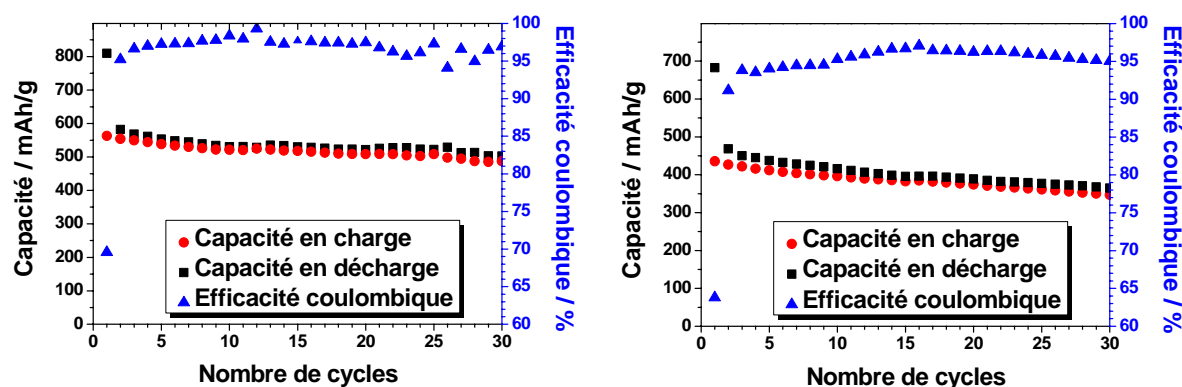 800
700
600
500
400
300
200
100
0
Capacité / mAh/g
100
95
90
85
80
75
70
65
60
Efficacité coulombique / %
Capacité en charge
Capacité en décharge
Efficacité coulombique
0 5 10 15 20 25 30
Nombre de cycles
700
600
500
400
300
200
100
0
Capacité / mAh/g
100
95
90
85
80
75
70
65
60
Efficacité coulombique / %
Capacité en charge
Capacité en décharge
Efficacité coulombique
0 5 10 15 20 25 30
Nombre de cycles